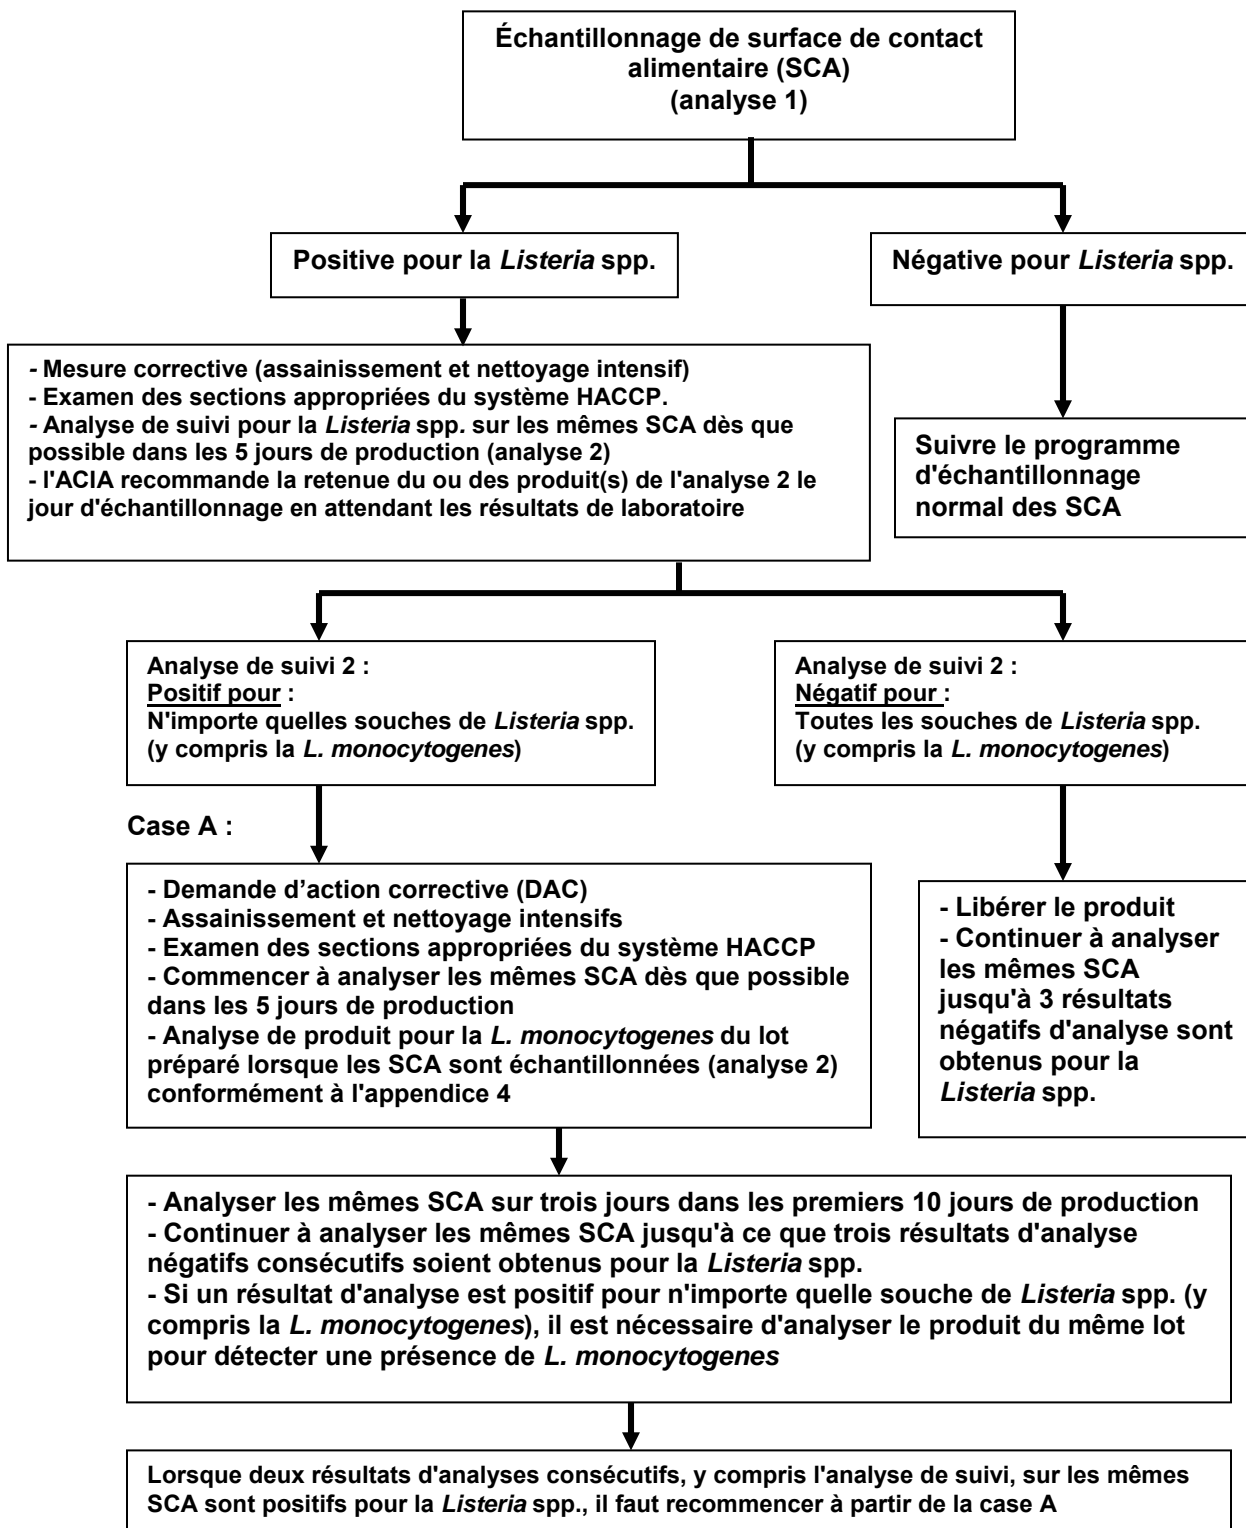 Échantillonnage de surface de contact
alimentaire (SCA)
(analyse 1)
Positive pour la Listeria spp.
Négative pour Listeria spp.
- Mesure corrective (assainissement et nettoyage intensif)
- Examen des sections appropriées du système HACCP.
- Analyse de suivi pour la Listeria spp. sur les mêmes SCA dès que
possible dans les 5 jours de production (analyse 2)
- l'ACIA recommande la retenue du ou des produit(s) de l'analyse 2 le
jour d'échantillonnage en attendant les résultats de laboratoire
Suivre le programme
d'échantillonnage
normal des SCA
Analyse de suivi 2 :
Positif pour :
N'importe quelles souches de Listeria spp.
(y compris la L. monocytogenes)
Analyse de suivi 2 :
Négatif pour :
Toutes les souches de Listeria spp.
(y compris la L. monocytogenes)
Case A :
- Demande d’action corrective (DAC)
- Assainissement et nettoyage intensifs
- Examen des sections appropriées du système HACCP
- Commencer à analyser les mêmes SCA dès que possible
dans les 5 jours de production
- Analyse de produit pour la L. monocytogenes du lot
préparé lorsque les SCA sont échantillonnées (analyse 2)
conformément à l'appendice 4
- Libérer le produit
- Continuer à analyser
les mêmes SCA
jusqu'à 3 résultats
négatifs d'analyse sont
obtenus pour la
Listeria spp.
- Analyser les mêmes SCA sur trois jours dans les premiers 10 jours de production
- Continuer à analyser les mêmes SCA jusqu'à ce que trois résultats d'analyse
négatifs consécutifs soient obtenus pour la Listeria spp.
- Si un résultat d'analyse est positif pour n'importe quelle souche de Listeria spp. (y
compris la L. monocytogenes), il est nécessaire d'analyser le produit du même lot
pour détecter une présence de L. monocytogenes
Lorsque deux résultats d'analyses consécutifs, y compris l'analyse de suivi, sur les mêmes
SCA sont positifs pour la Listeria spp., il faut recommencer à partir de la case A